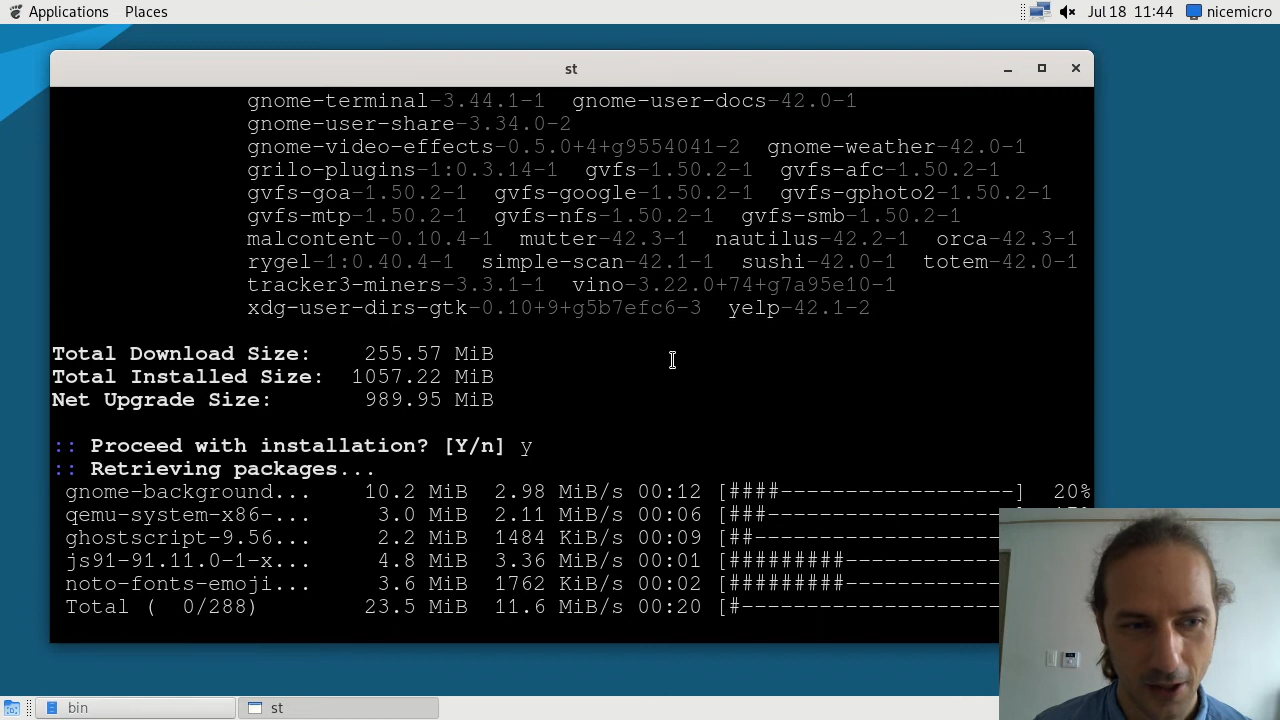 Applications Places Jul 18 11:44 nicemicro
st
gnome-terminal-3.44.1-1 gnome-user-docs-42.0-1
gnome-user-share-3.34.0-2
gnome-video-effects-0.5.0+4+g9554041-2 gnome-weather-42.0-1
grilo-plugins-1:0.3.14-1 gvfs-1.50.2-1 gvfs-afc-1.50.2-1
gvfs-goa-1.50.2-1 gvfs-google-1.50.2-1 gvfs-gphoto2-1.50.2-1
gvfs-mtp-1.50.2-1 gvfs-nfs-1.50.2-1 gvfs-smb-1.50.2-1
malcontent-0.10.4-1 mutter-42.3-1 nautilus-42.2-1 orca-42.3-1
rygel-1:0.40.4-1 simple-scan-42.1-1 sushi-42.0-1 totem-42.0-1
tracker3-miners-3.3.1-1 vino-3.22.0+74+g7a95e10-1
xdg-user-dirs-gtk-0.10+9+g5b7efc6-3 yelp-42.1-2
Total Download Size: 255.57 MiB
Total Installed Size: 1057.22 MiB
Net Upgrade Size: 989.95 MiB
:: Proceed with installation? [Y/n] y
:: Retrieving packages...
gnome-background... 10.2 MiB 2.98 MiB/s 00:12 [####------------------] 20%
qemu-system-x86-... 3.0 MiB 2.11 MiB/s 00:06 [###-------------------]
ghostscript-9.56... 2.2 MiB 1484 KiB/s 00:09 [##-------------------
js91-91.11.0-1-x... 4.8 MiB 3.36 MiB/s 00:01 [#########------------
noto-fonts-emoji... 3.6 MiB 1762 KiB/s 00:02 [#########------------
Total ( 0/288) 23.5 MiB 11.6 MiB/s 00:20 [#--------------------
bin st